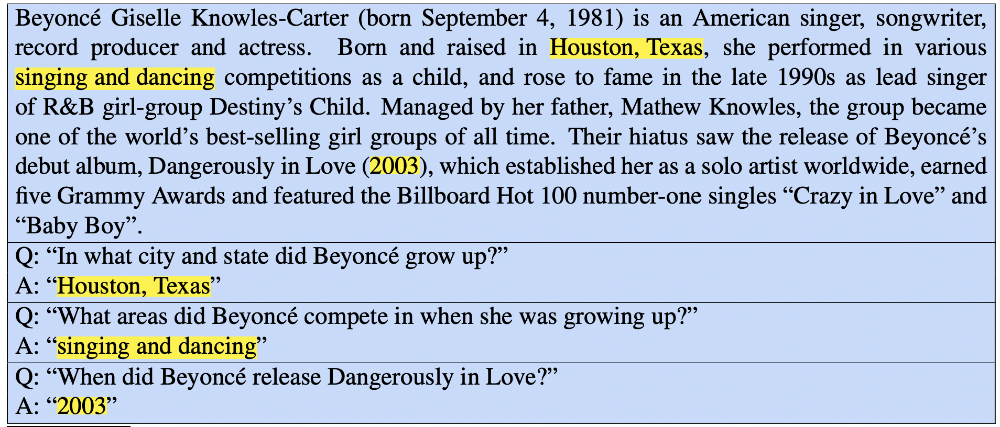 Beyoncé Giselle Knowles-Carter (born September 4, 1981) is an American singer, songwriter,
record producer and actress. Born and raised in Houston, Texas, she performed in various
singing and dancing competitions as a child, and rose to fame in the late 1990s as lead singer
of R&B girl-group Destiny’s Child. Managed by her father, Mathew Knowles, the group became
one of the world’s best-selling girl groups of all time. Their hiatus saw the release of Beyoncé’s
debut album, Dangerously in Love (2003), which established her as a solo artist worldwide, earned
five Grammy Awards and featured the Billboard Hot 100 number-one singles “Crazy in Love” and
“Baby Boy”.
Q: “In what city and state did Beyoncé grow up?”
A: “Houston, Texas”
Q: “What areas did Beyoncé compete in when she was growing up?”
A: “singing and dancing”
Q: “When did Beyoncé release Dangerously in Love?”
A: “2003”